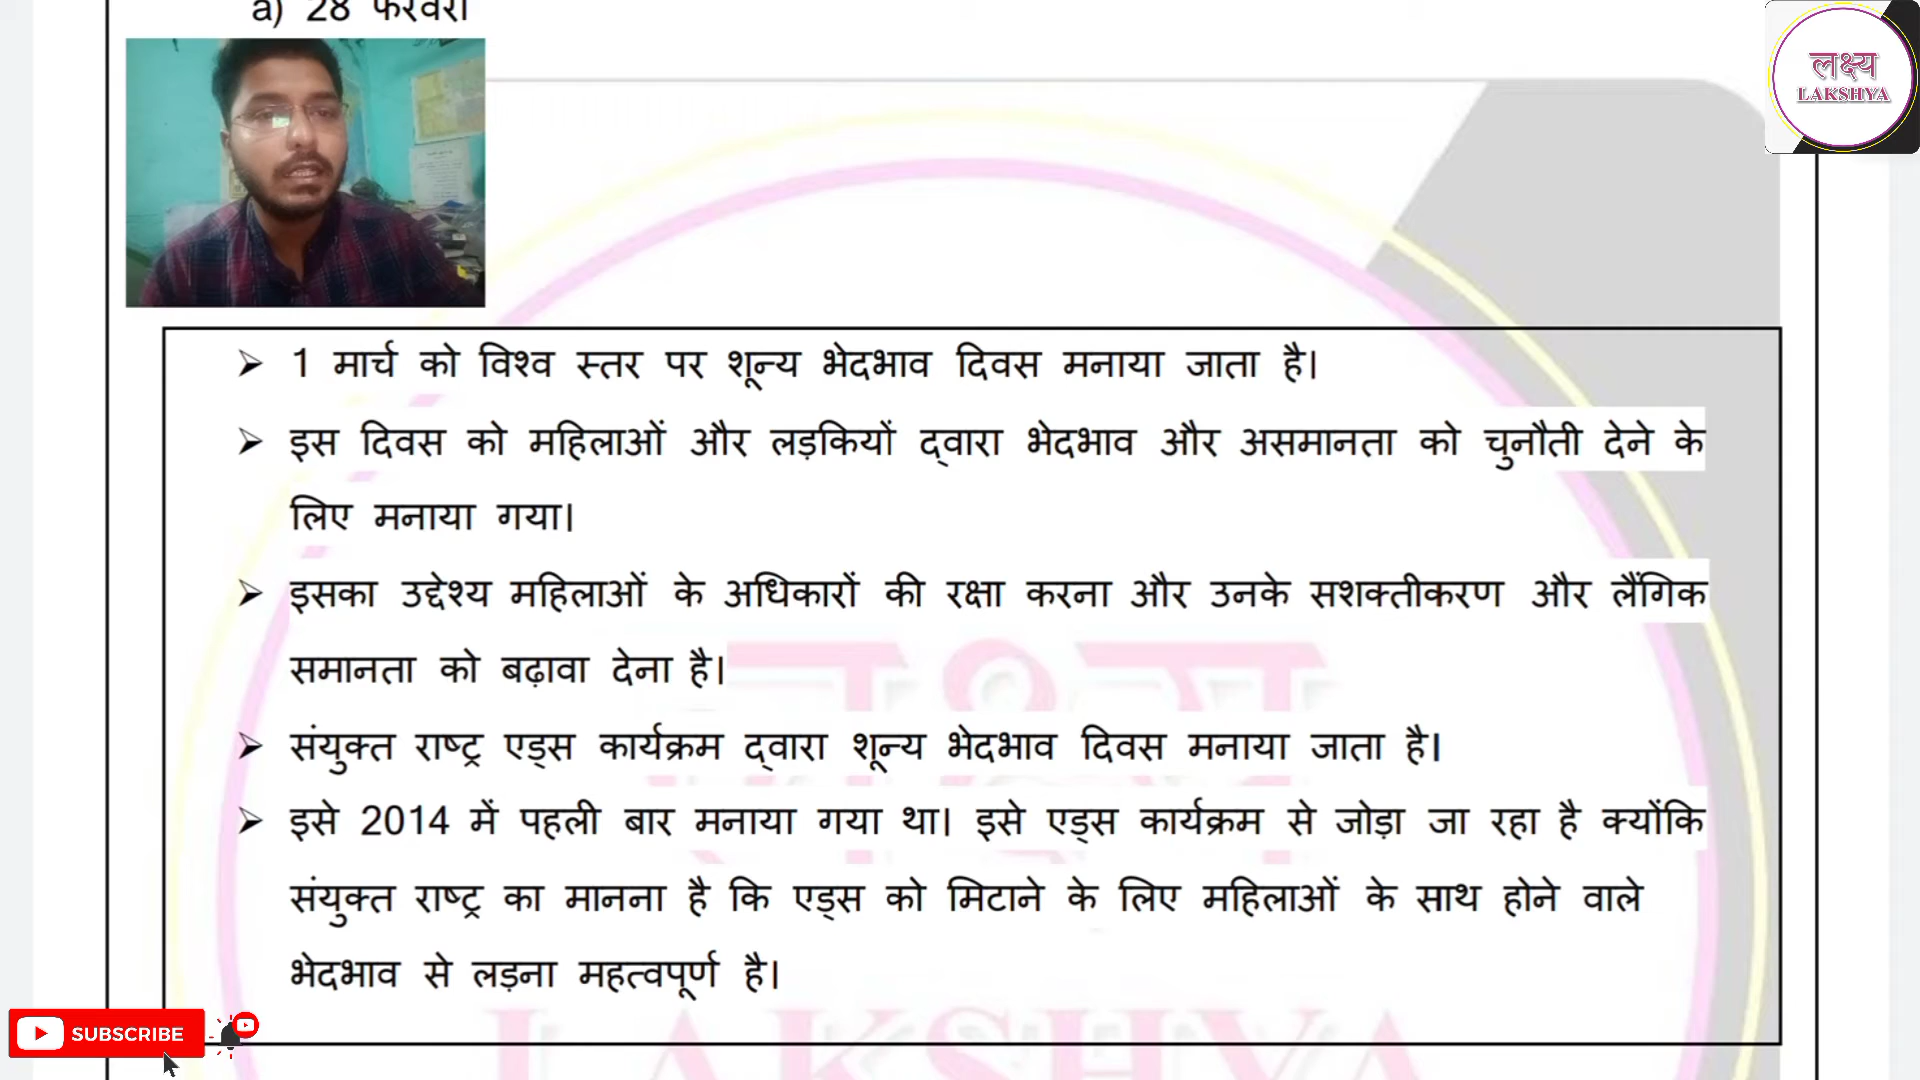 a) 28 फरवरी
लक्ष्य
LAKSHYA
➢ 1 मार्च को विश्व स्तर पर शून्य भेदभाव दिवस मनाया जाता है।
➢ इस दिवस को महिलाओं और लड़कियों द्वारा भेदभाव और असमानता को चुनौती देने के
लिए मनाया गया।
➢ इसका उद्देश्य महिलाओं के अधिकारों की रक्षा करना और उनके सशक्तीकरण और लैंगिक
समानता को बढ़ावा देना है।
➢ संयुक्त राष्ट्र एड्स कार्यक्रम द्वारा शून्य भेदभाव दिवस मनाया जाता है।
➢ इसे 2014 में पहली बार मनाया गया था। इसे एड्स कार्यक्रम से जोड़ा जा रहा है क्योंकि
संयुक्त राष्ट्र का मानना है कि एड्स को मिटाने के लिए महिलाओं के साथ होने वाले
भेदभाव से लड़ना महत्वपूर्ण है।
SUBSCRIBE
LAKSHYA